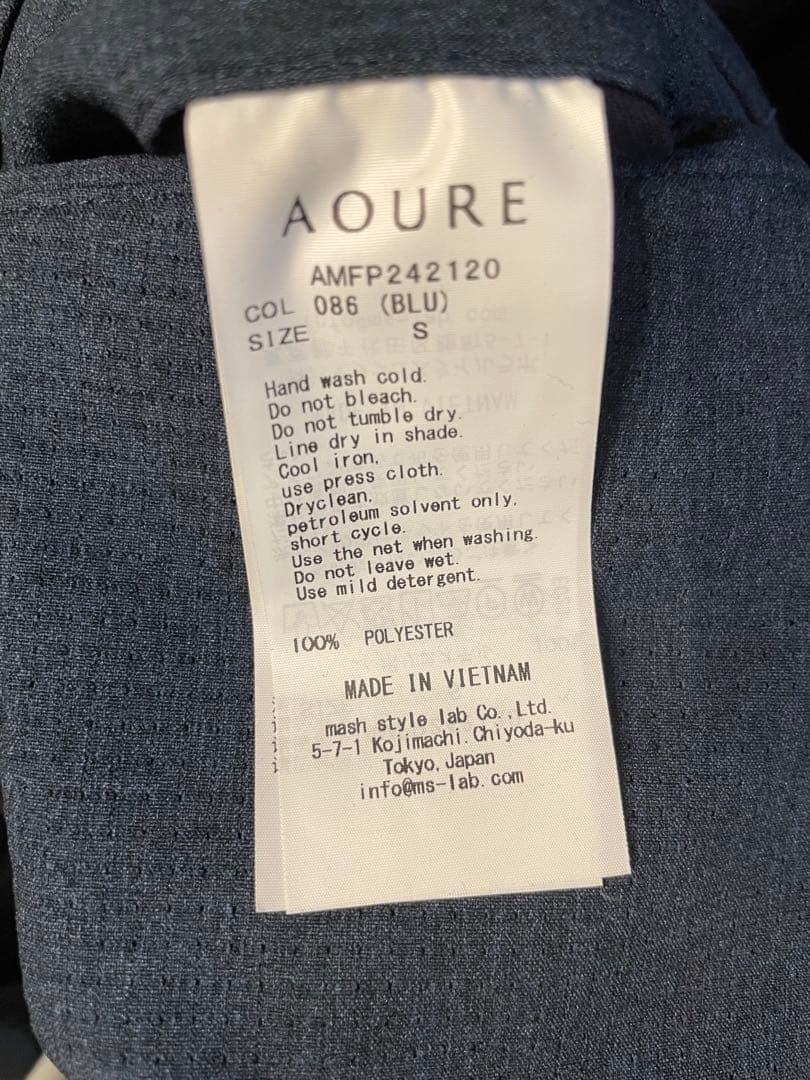 AOURE
AMFP242120
COL 086 (BLU)
SIZE S
Hand wash cold.
Do not bleach.
Do not tumble dry.
Line dry in shade.
Cool iron.
use press cloth.
Dryclean.
petroleum solvent only.
short cycle.
Use the net when washing.
Do not leave wet.
Use mild detergent.
100% POLYESTER
MADE IN VIETNAM
mash style lab Co.,Ltd.
5-7-1 Kojimachi.Chiyoda-ku
Tokyo,Japan
info@ms-lab.com